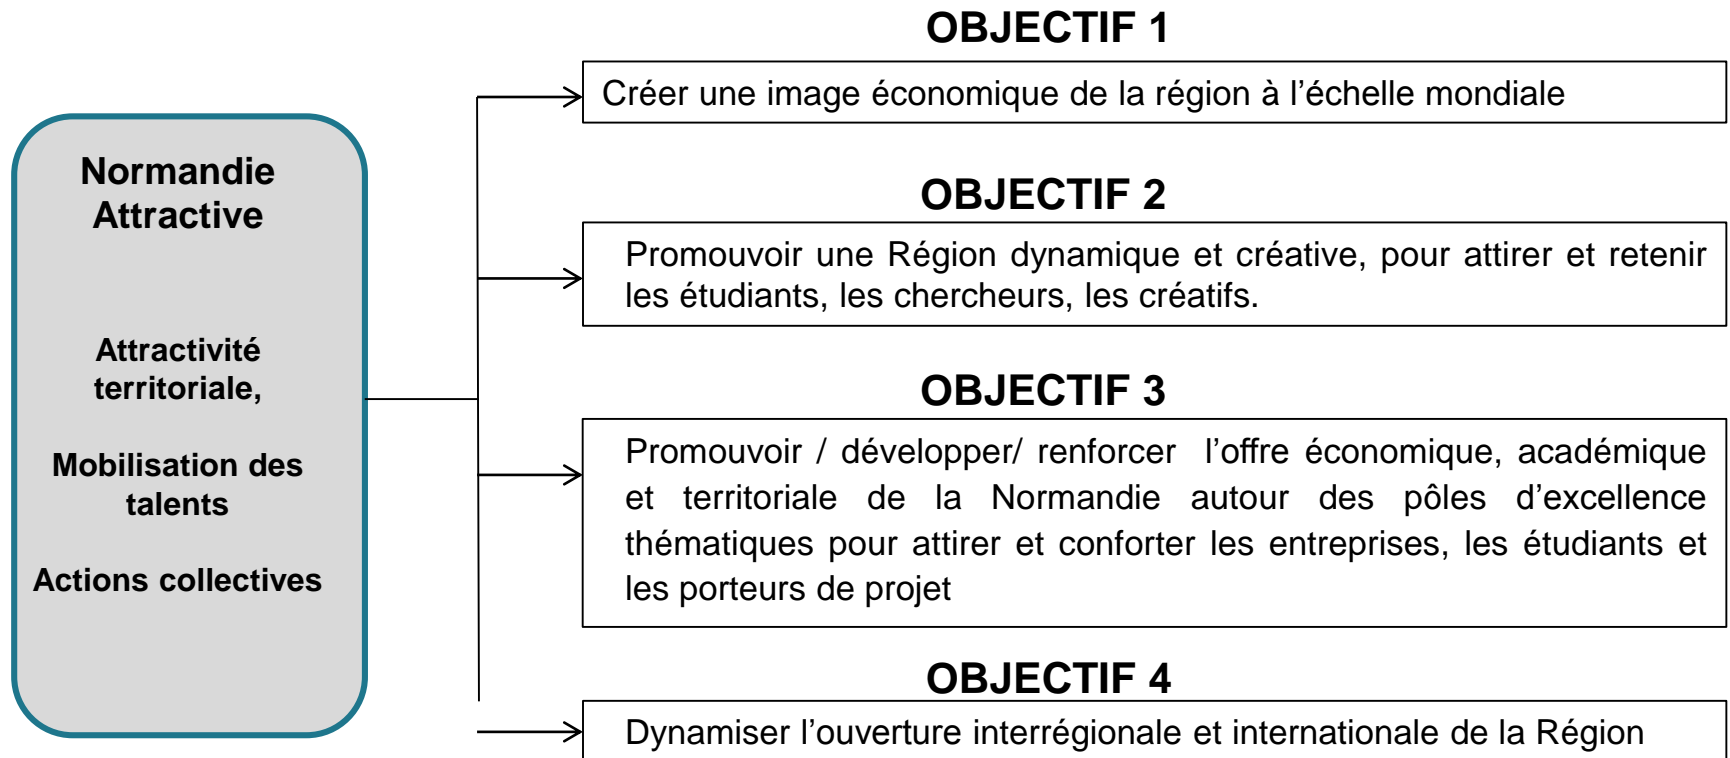 Normandie
Attractive
Attractivité
territoriale,
Mobilisation des
talents
Actions collectives
OBJECTIF 1
Créer une image économique de la région à l’échelle mondiale
OBJECTIF 2
Promouvoir une Région dynamique et créative, pour attirer et retenir
les étudiants, les chercheurs, les créatifs.
OBJECTIF 3
Promouvoir / développer/ renforcer l’offre économique, académique
et territoriale de la Normandie autour des pôles d’excellence
thématiques pour attirer et conforter les entreprises, les étudiants et
les porteurs de projet
OBJECTIF 4
Dynamiser l’ouverture interrégionale et internationale de la Région